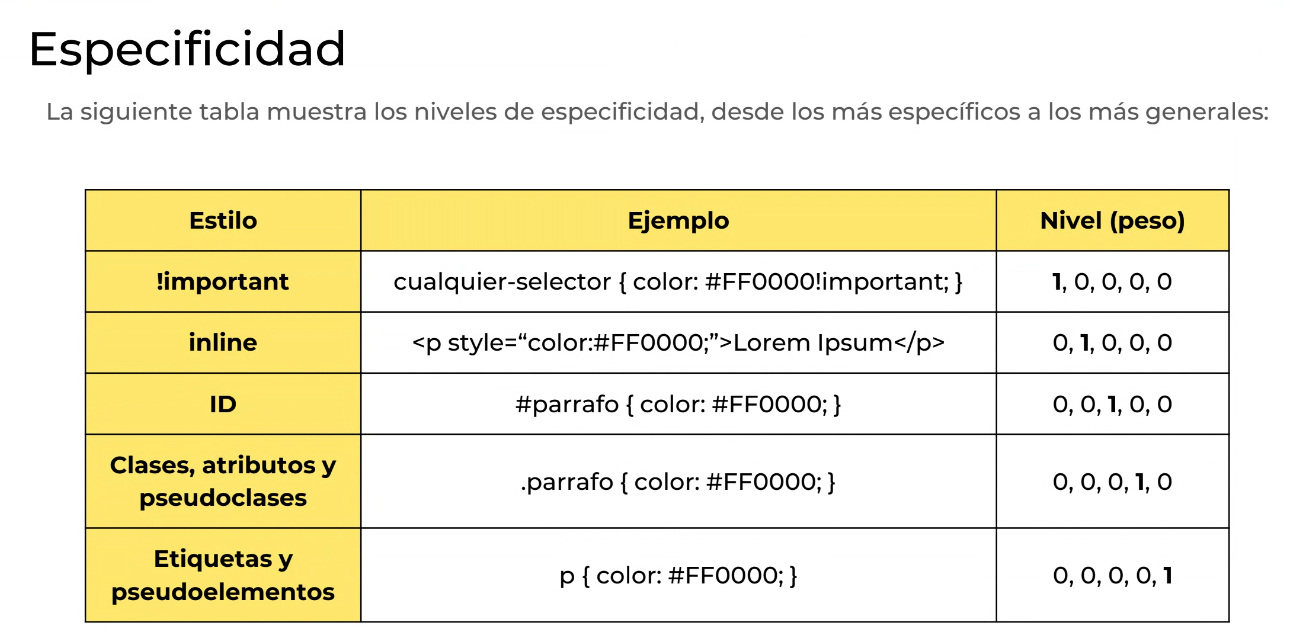 Especificidad
La siguiente tabla muestra los niveles de especificidad, desde los más específicos a los más generales:
Estilo Ejemplo Nivel (peso)
!important cualquier-selector { color: #FF0000!important; } 1, 0, 0, 0, 0
inline <p style=“color:#FF0000;”>Lorem Ipsum</p> 0, 1, 0, 0, 0
ID #parrafo { color: #FF0000; } 0, 0, 1, 0, 0
Clases, atributos y
pseudoclases .parrafo { color: #FF0000; } 0, 0, 0, 1, 0
Etiquetas y
pseudoelementos p { color: #FF0000; } 0, 0, 0, 0, 1